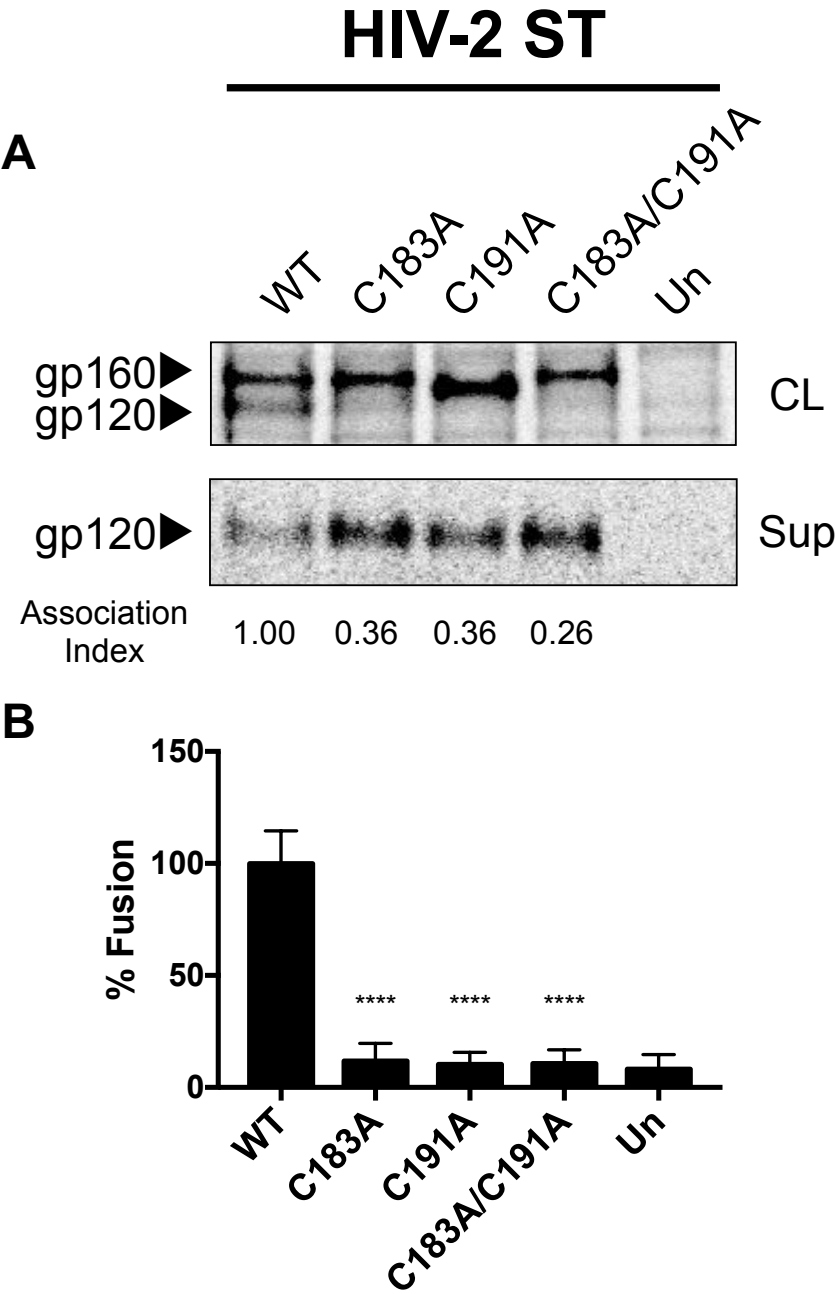 HIV-2 ST
A
WT C183A C191A C183A/C191A Un
gp160
gp120
CL
gp120
Sup
Association
Index
1.00 0.36 0.36 0.26
B
150
100
50
0
% Fusion
**** **** ****
WT C183A C191A C183A/C191A Un